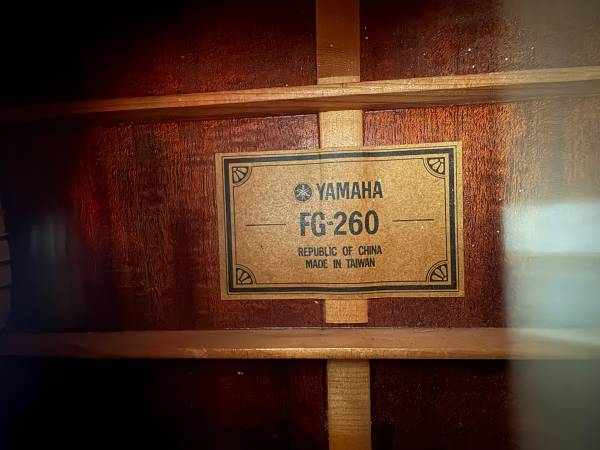 YAMAHA
FG-260
REPUBLIC OF CHINA
MADE IN TAIWAN